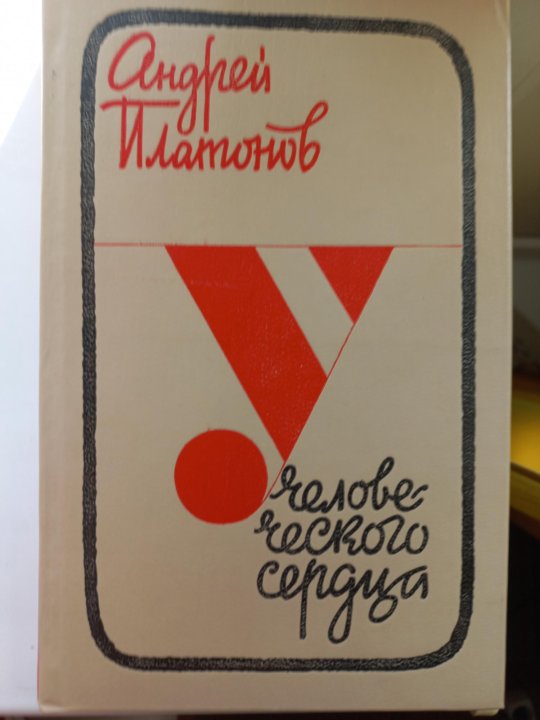 Андрей
Платонов
У
челове-
ческого
сердца